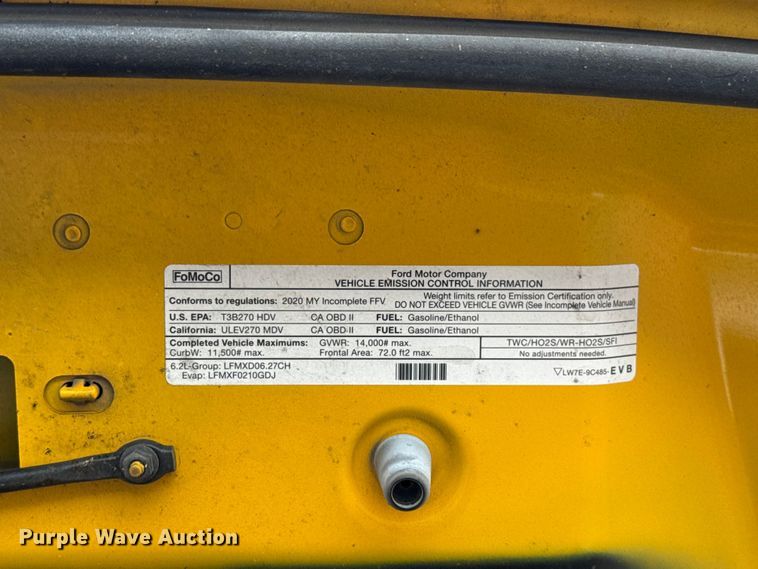 FoMoCo
Ford Motor Company
VEHICLE EMISSION CONTROL INFORMATION
Conforms to regulations: 2020 MY Incomplete FFV
Weight limits refer to Emission Certification only.
DO NOT EXCEED VEHICLE GVWR (See Incomplete Vehicle Manual)
U.S. EPA: T3B270 HDV CA OBD II FUEL: Gasoline/Ethanol
California: ULEV270 MDV CA OBD II FUEL: Gasoline/Ethanol
Completed Vehicle Maximums: GVWR: 14,000# max.
CurbW: 11,500# max. Frontal Area: 72.0 ft2 max.
TWC/HO2S/WR-HO2S/SFI
No adjustments needed.
6.2L-Group: LFMXD06.27CH
Evap: LFMXF0210GDJ
LW7E-9C485- EVB
Purple Wave Auction